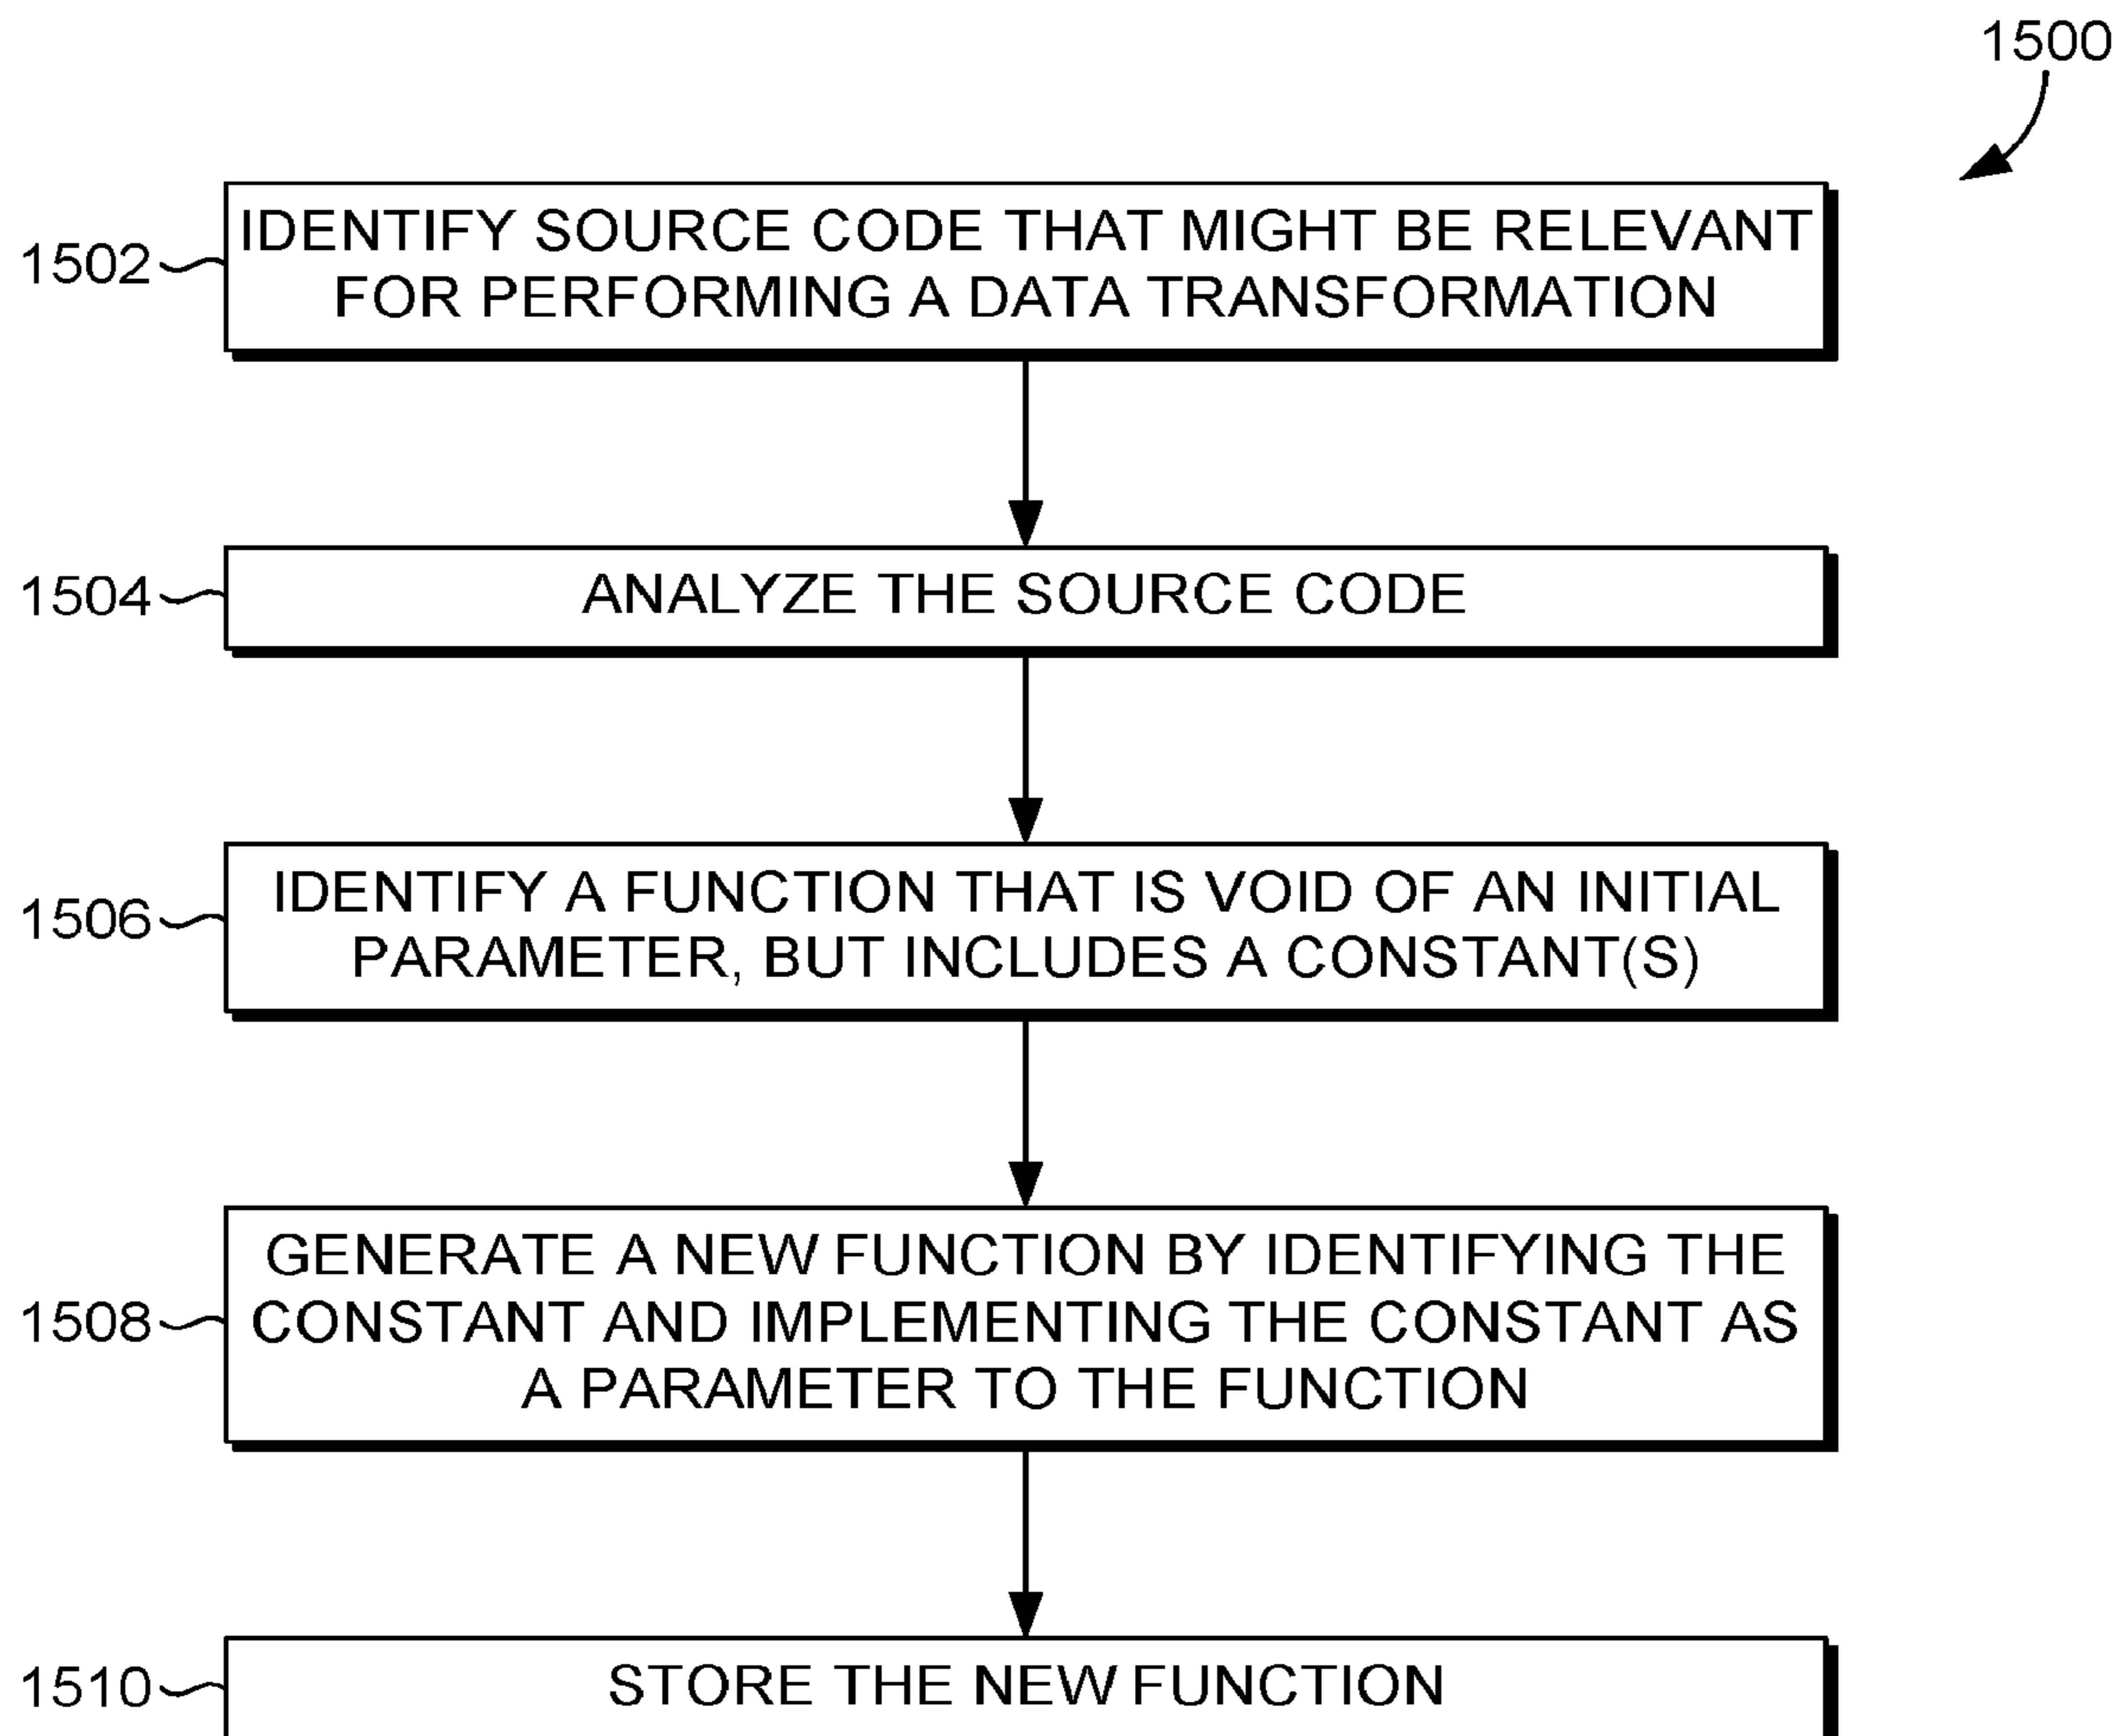 1500
1502
IDENTIFY SOURCE CODE THAT MIGHT BE RELEVANT
FOR PERFORMING A DATA TRANSFORMATION
1504
ANALYZE THE SOURCE CODE
1506
IDENTIFY A FUNCTION THAT IS VOID OF AN INITIAL
PARAMETER, BUT INCLUDES A CONSTANT(S)
1508
GENERATE A NEW FUNCTION BY IDENTIFYING THE
CONSTANT AND IMPLEMENTING THE CONSTANT AS
A PARAMETER TO THE FUNCTION
1510
STORE THE NEW FUNCTION